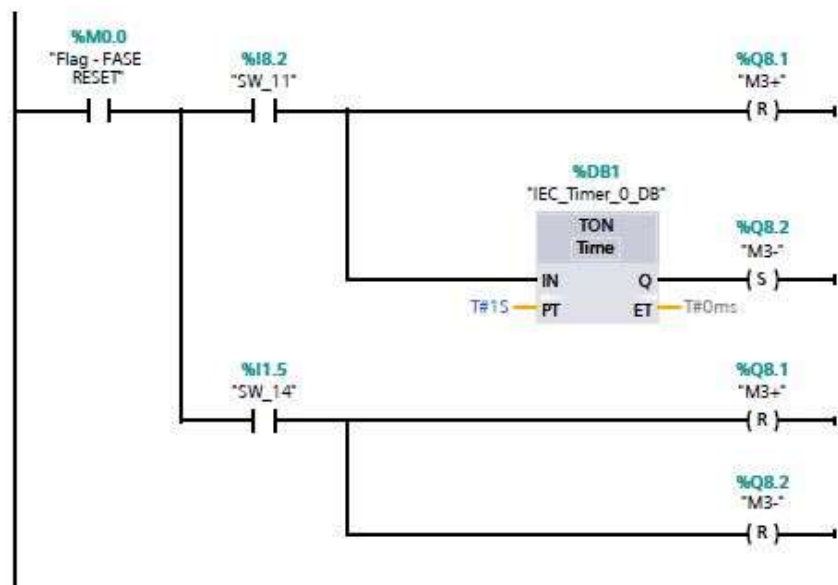 %M0.0
"Flag - FASE
RESET"
%I8.2
"SW_11"
%Q8.1
"M3+"
R
%DB1
"IEC_Timer_0_DB"
TON
Time
%Q8.2
"M3-"
IN
Q
S
T#1S
PT
ET
T#0ms
%I1.5
"SW_14"
%Q8.1
"M3+"
R
%Q8.2
"M3-"
R